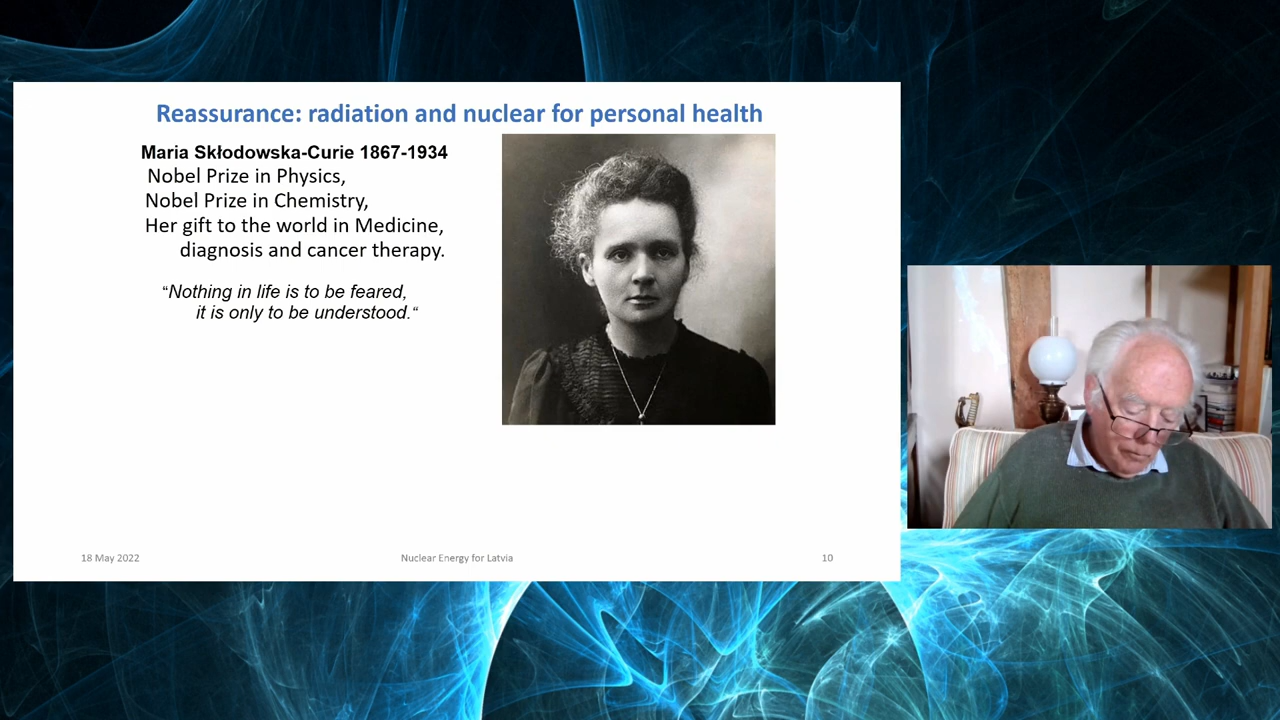 Reassurance: radiation and nuclear for personal health
Maria Skłodowska-Curie 1867-1934
Nobel Prize in Physics,
Nobel Prize in Chemistry,
Her gift to the world in Medicine,
diagnosis and cancer therapy.
“Nothing in life is to be feared,
it is only to be understood.“
18 May 2022
Nuclear Energy for Latvia
10